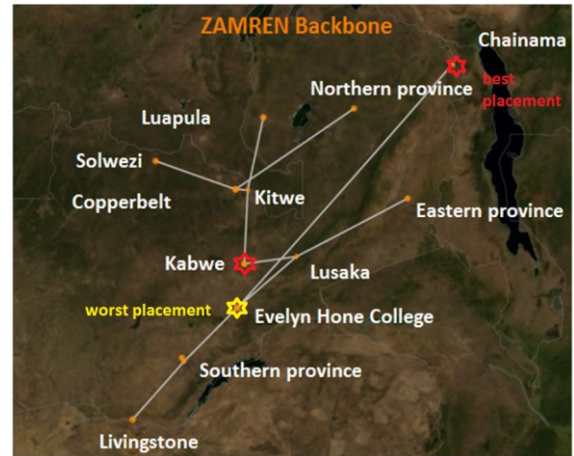 ZAMREN Backbone
Chainama
best
placement
Northern province
Luapula
Solwezi
Copperbelt
Kitwe
Eastern province
Kabwe
Lusaka
worst placement
Evelyn Hone College
Southern province
Livingstone